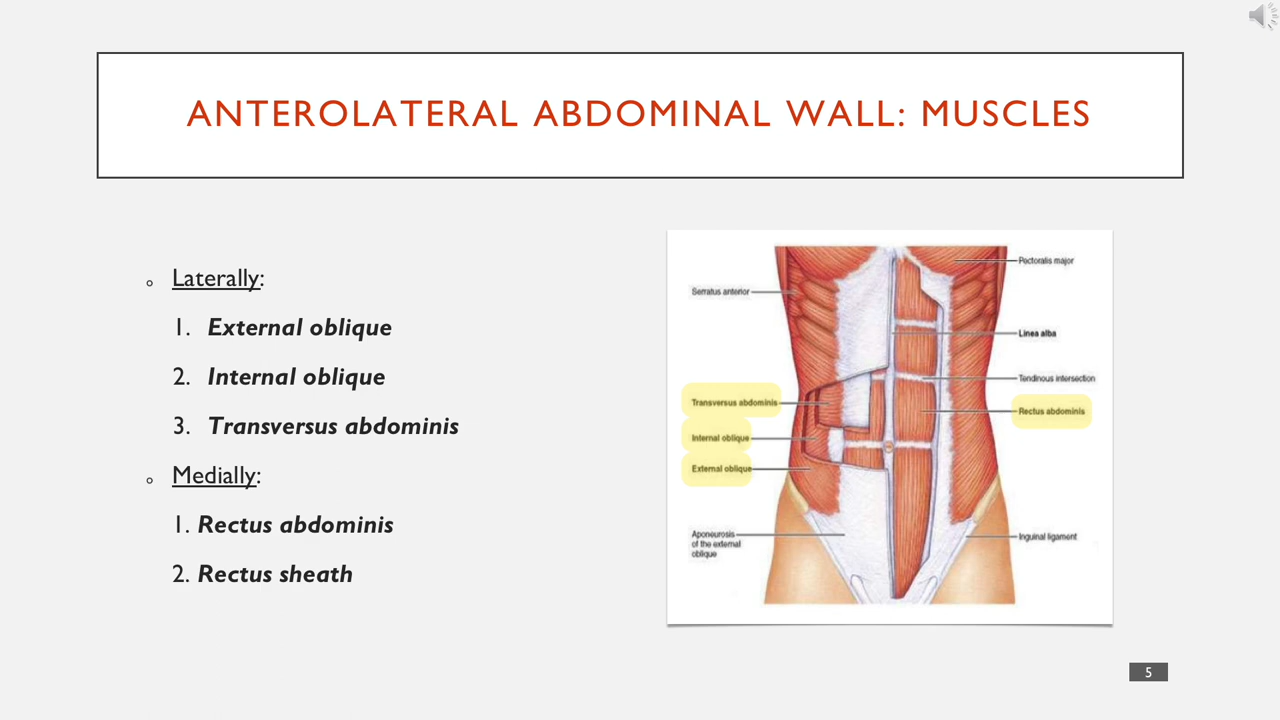 ANTEROLATERAL ABDOMINAL WALL: MUSCLES
Laterally:
1. External oblique
2. Internal oblique
3. Transversus abdominis
Medially:
1. Rectus abdominis
2. Rectus sheath
Serratus anterior
Transversus abdominis
Internal oblique
External oblique
Aponeurosis
of the external
oblique
Pectoralis major
Linea alba
Tendinous intersection
Rectus abdominis
Inguinal ligament
5